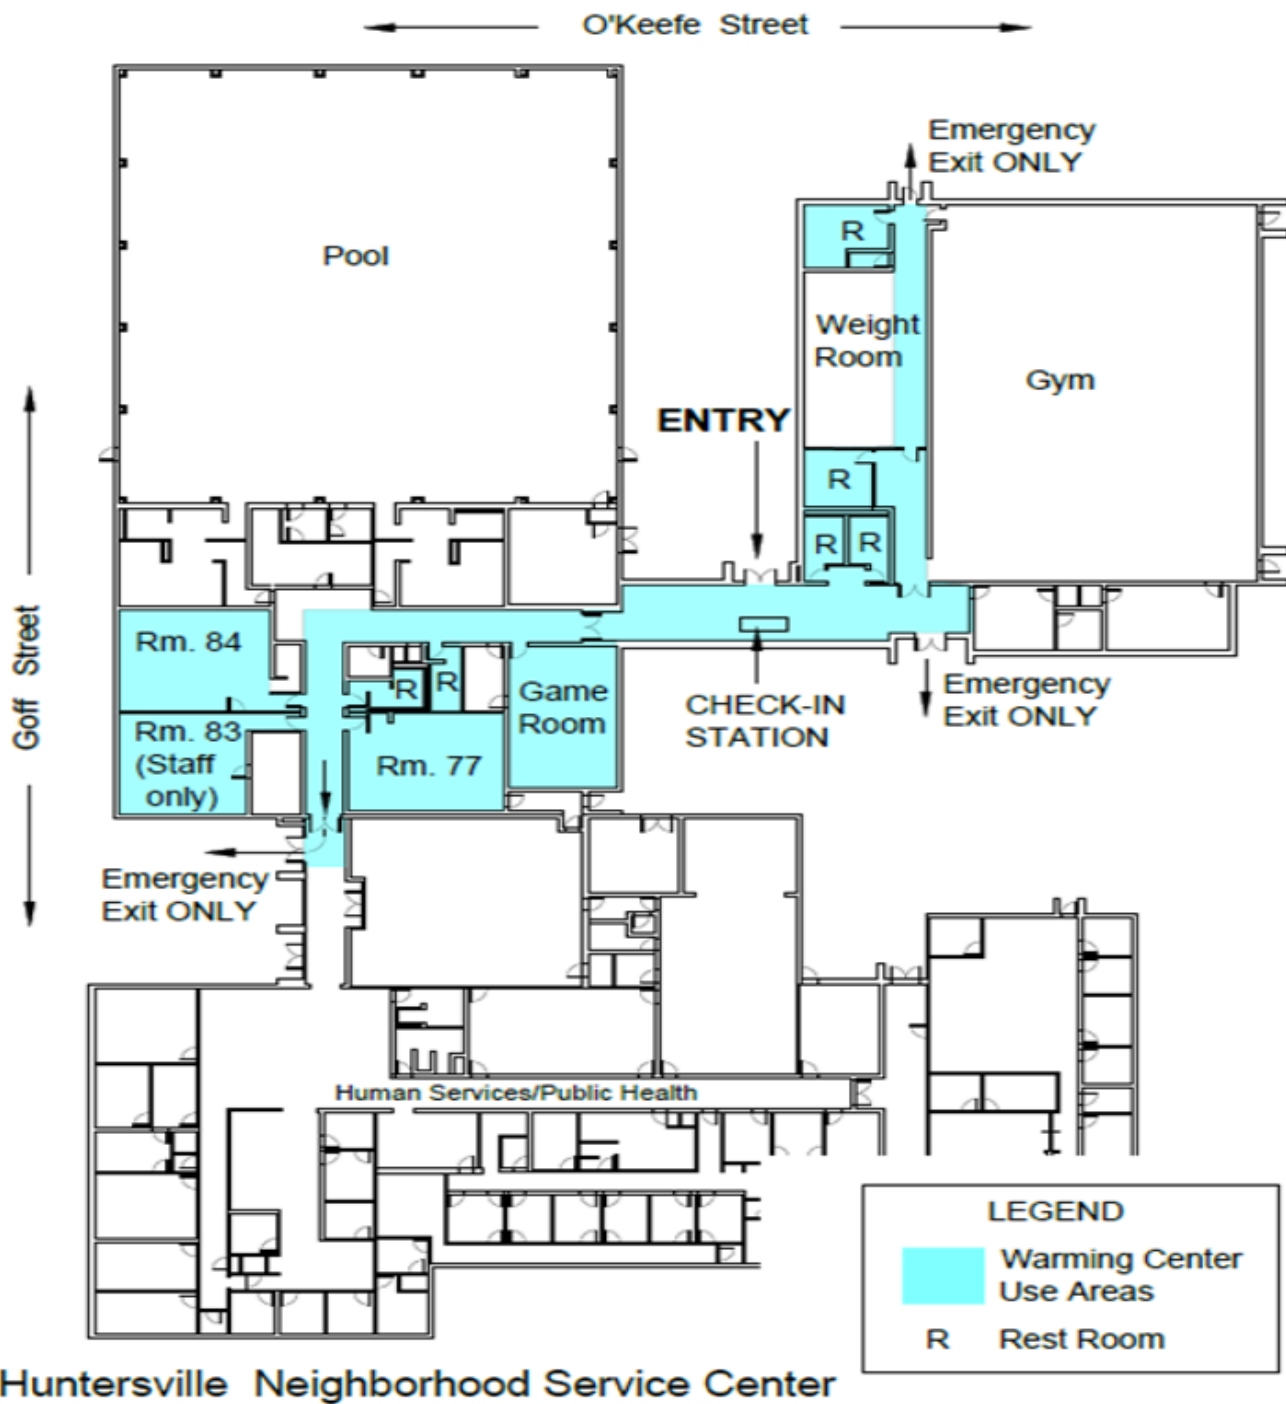 O'Keefe Street
Emergency
Exit ONLY
Pool
R
Weight
Room
Gym
ENTRY
R
R
R
Goff Street
Rm. 84
R
R
Game
Room
Rm. 83
(Staff
only)
Rm. 77
CHECK-IN
STATION
Emergency
Exit ONLY
Emergency
Exit ONLY
Human Services/Public Health
LEGEND
Warming Center
Use Areas
R Rest Room
Huntersville Neighborhood Service Center